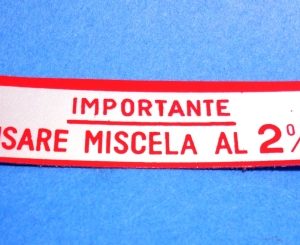 IMPORTANTE
USARE MISCELA AL 2%